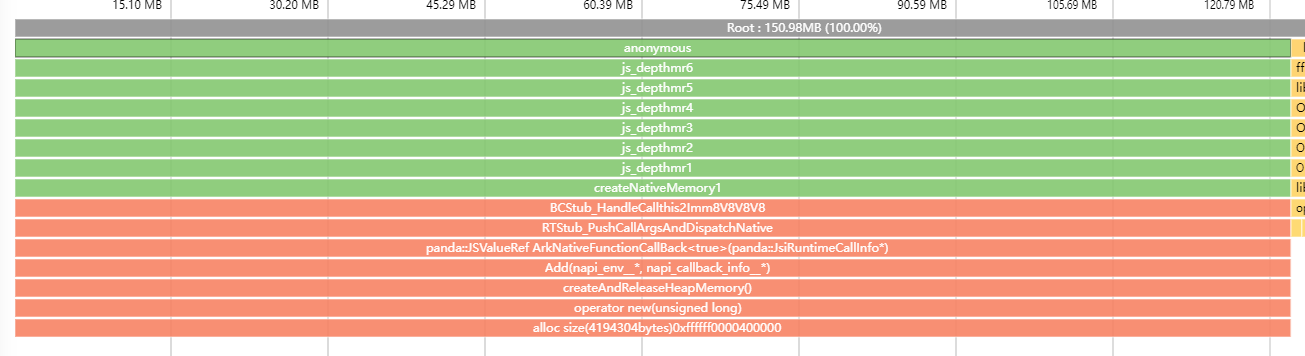 15.10 MB 30.20 MB 45.29 MB 60.39 MB 75.49 MB 90.59 MB 105.69 MB 120.79 MB
Root : 150.98MB (100.00%)
anonymous
js_depthmr6 ff
js_depthmr5 lib
js_depthmr4 O
js_depthmr3 O
js_depthmr2 O
js_depthmr1 O
createNativeMemory1 lib
BCStub_HandleCallthis2Imm8V8V8V8 op
RTStub_PushCallArgsAndDispatchNative
panda::JSValueRef ArkNativeFunctionCallBack<true>(panda::JsiRuntimeCallInfo*)
Add(napi_env__*, napi_callback_info__*)
createAndReleaseHeapMemory()
operator new(unsigned long)
alloc size(4194304bytes)0xffffff0000400000